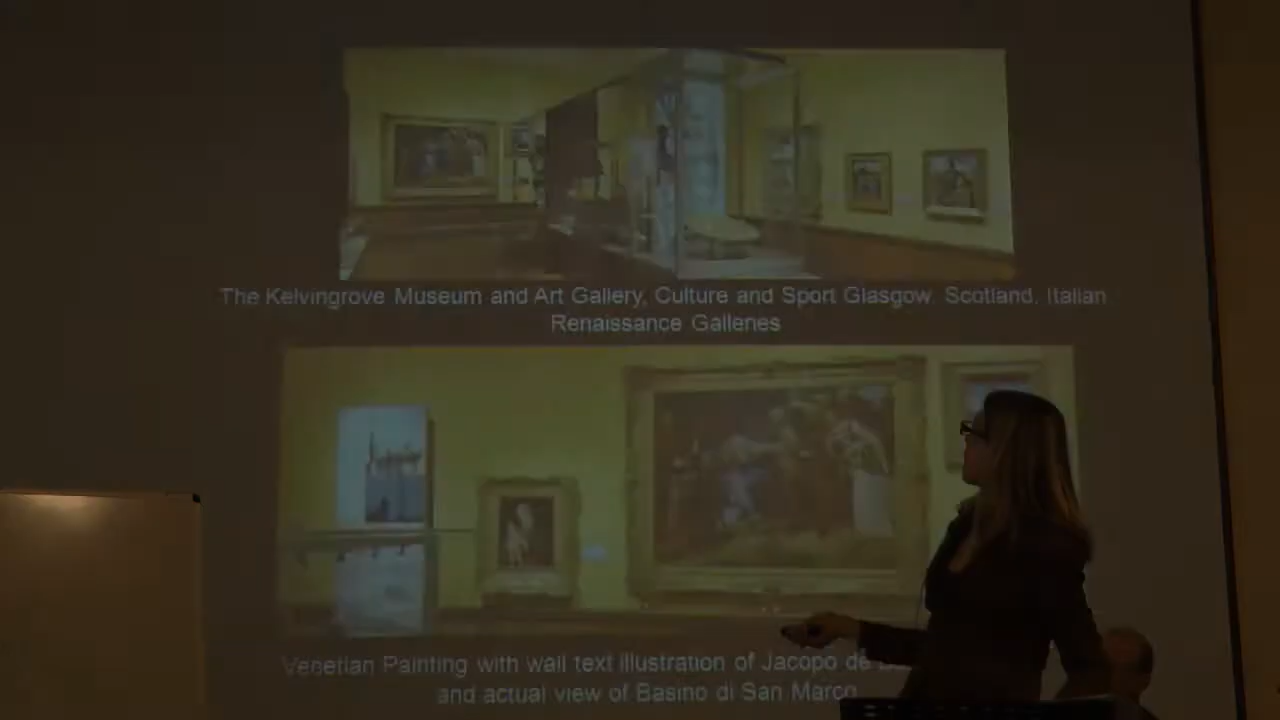 The Kelvingrove Museum and Art Gallery, Culture and Sport Glasgow, Scotland, Italian
Renaissance Galleries
Venetian Painting with wall text illustration of Jacopo de
and actual view of Basino di San Marco